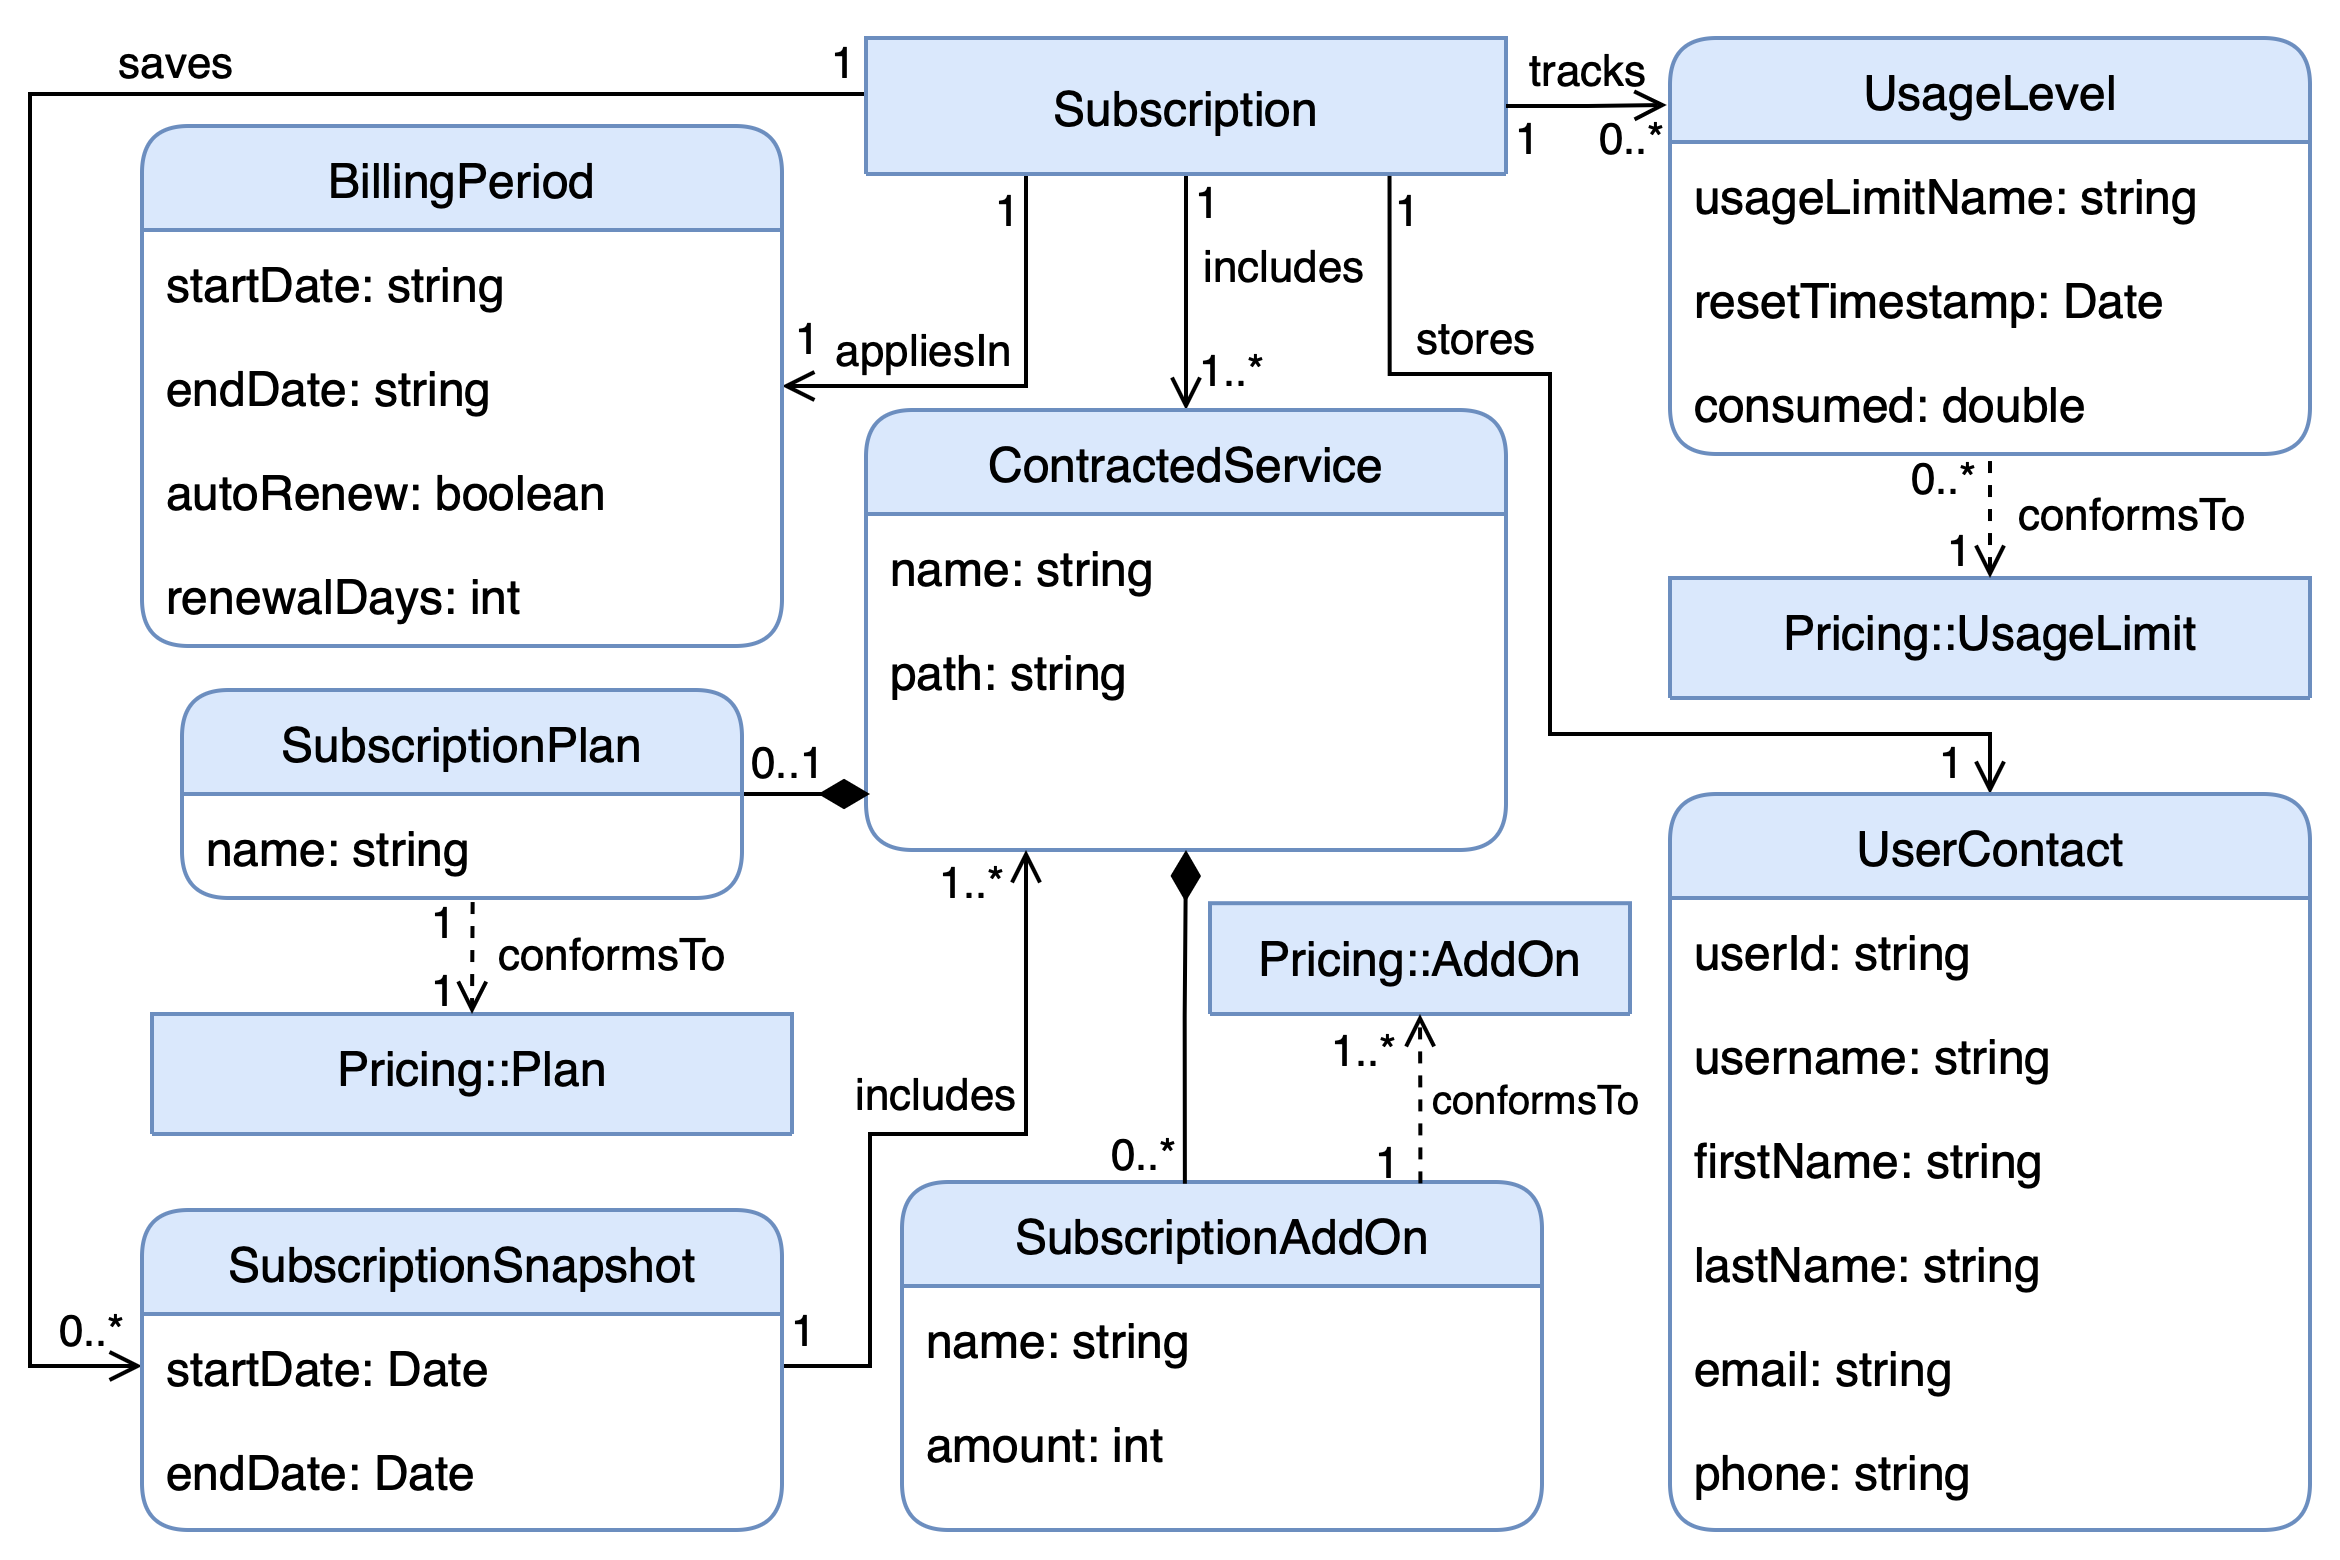 saves
1
Subscription
tracks
1
0..*
UsageLevel
usageLimitName: string
resetTimestamp: Date
consumed: double
BillingPeriod
startDate: string
endDate: string
autoRenew: boolean
renewalDays: int
1
1
appliesIn
1
includes
1..*
1
stores
ContractedService
name: string
path: string
0..*
conformsTo
1
Pricing::UsageLimit
SubscriptionPlan
name: string
0..1
1
conformsTo
1
Pricing::Plan
1..*
includes
Pricing::AddOn
1..*
conformsTo
0..*
1
1
UserContact
userId: string
username: string
firstName: string
lastName: string
email: string
phone: string
0..*
SubscriptionSnapshot
startDate: Date
endDate: Date
1
SubscriptionAddOn
name: string
amount: int